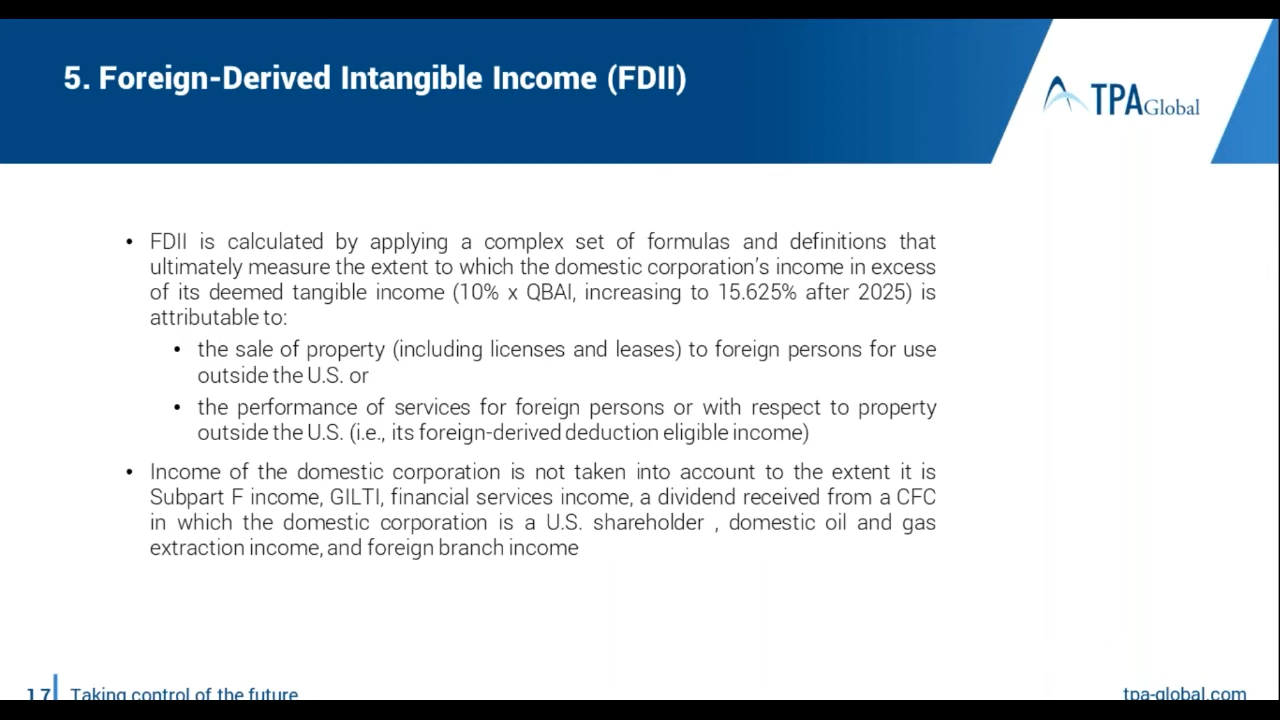 5. Foreign-Derived Intangible Income (FDII)
TPA Global
• FDII is calculated by applying a complex set of formulas and definitions that
ultimately measure the extent to which the domestic corporation's income in excess
of its deemed tangible income (10% x QBAI, increasing to 15.625% after 2025) is
attributable to:
• the sale of property (including licenses and leases) to foreign persons for use
outside the U.S. or
• the performance of services for foreign persons or with respect to property
outside the U.S. (i.e., its foreign-derived deduction eligible income)
• Income of the domestic corporation is not taken into account to the extent it is
Subpart F income, GILTI, financial services income, a dividend received from a CFC
in which the domestic corporation is a U.S. shareholder , domestic oil and gas
extraction income, and foreign branch income
17 Taking control of the future
tpa-global.com